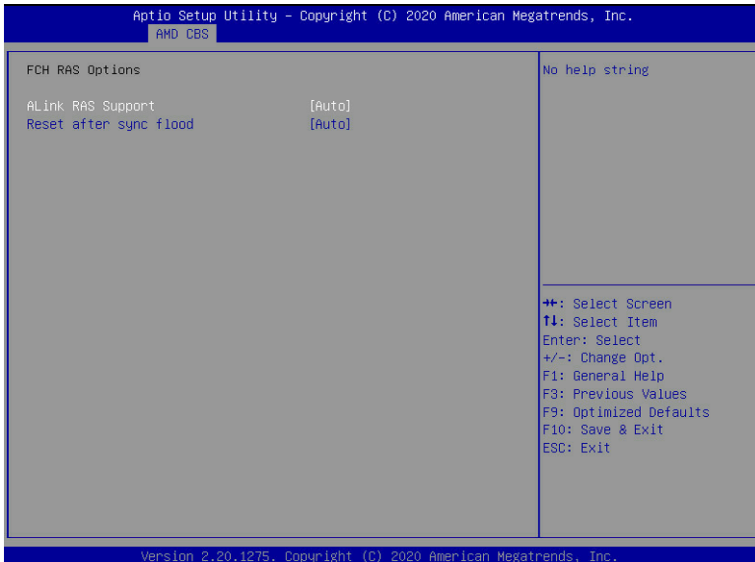 Aptio Setup Utility – Copyright (C) 2020 American Megatrends, Inc.
AMD CBS
FCH RAS Options
No help string
ALink RAS Support [Auto]
Reset after sync flood [Auto]
→←: Select Screen
↑↓: Select Item
Enter: Select
+/-: Change Opt.
F1: General Help
F3: Previous Values
F9: Optimized Defaults
F10: Save & Exit
ESC: Exit
Version 2.20.1275. Copyright (C) 2020 American Megatrends, Inc.